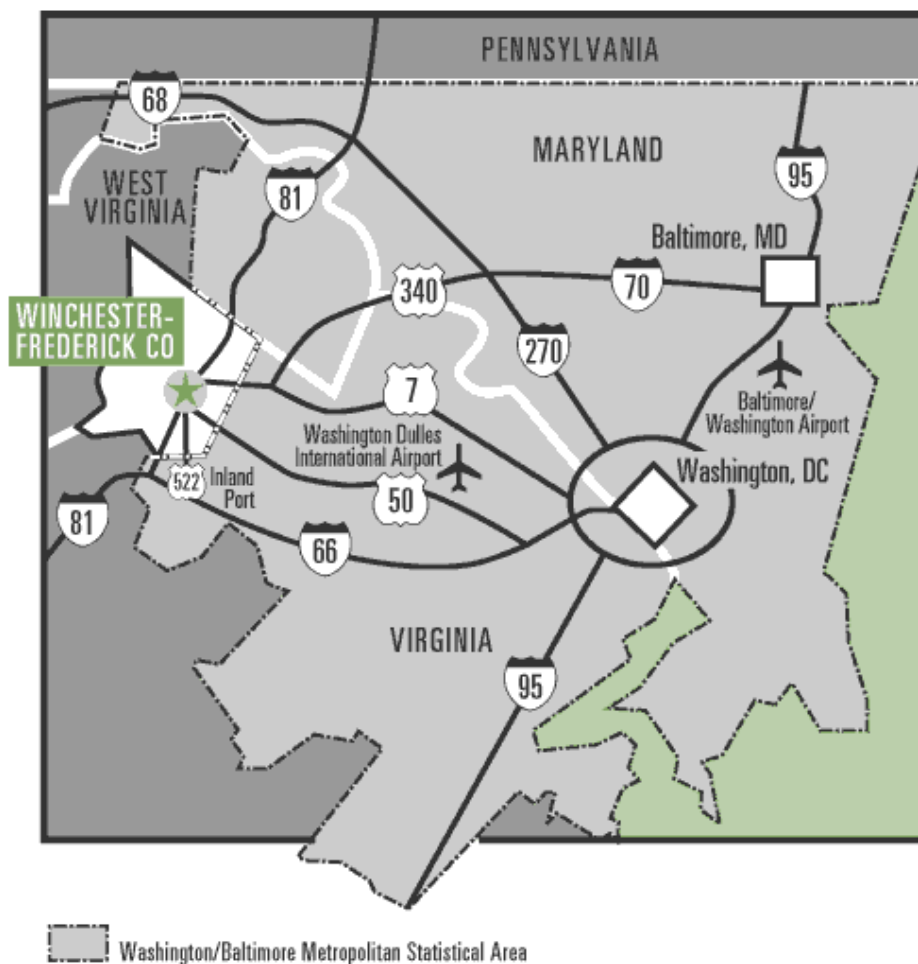 PENNSYLVANIA
68
MARYLAND
WEST
VIRGINIA
81
95
Baltimore, MD
340
70
WINCHESTER-
FREDERICK CO
270
7
Baltimore/
Washington Airport
Washington Dulles
International Airport
Washington, DC
522
Inland
Port
50
81
66
VIRGINIA
95
Washington/Baltimore Metropolitan Statistical Area